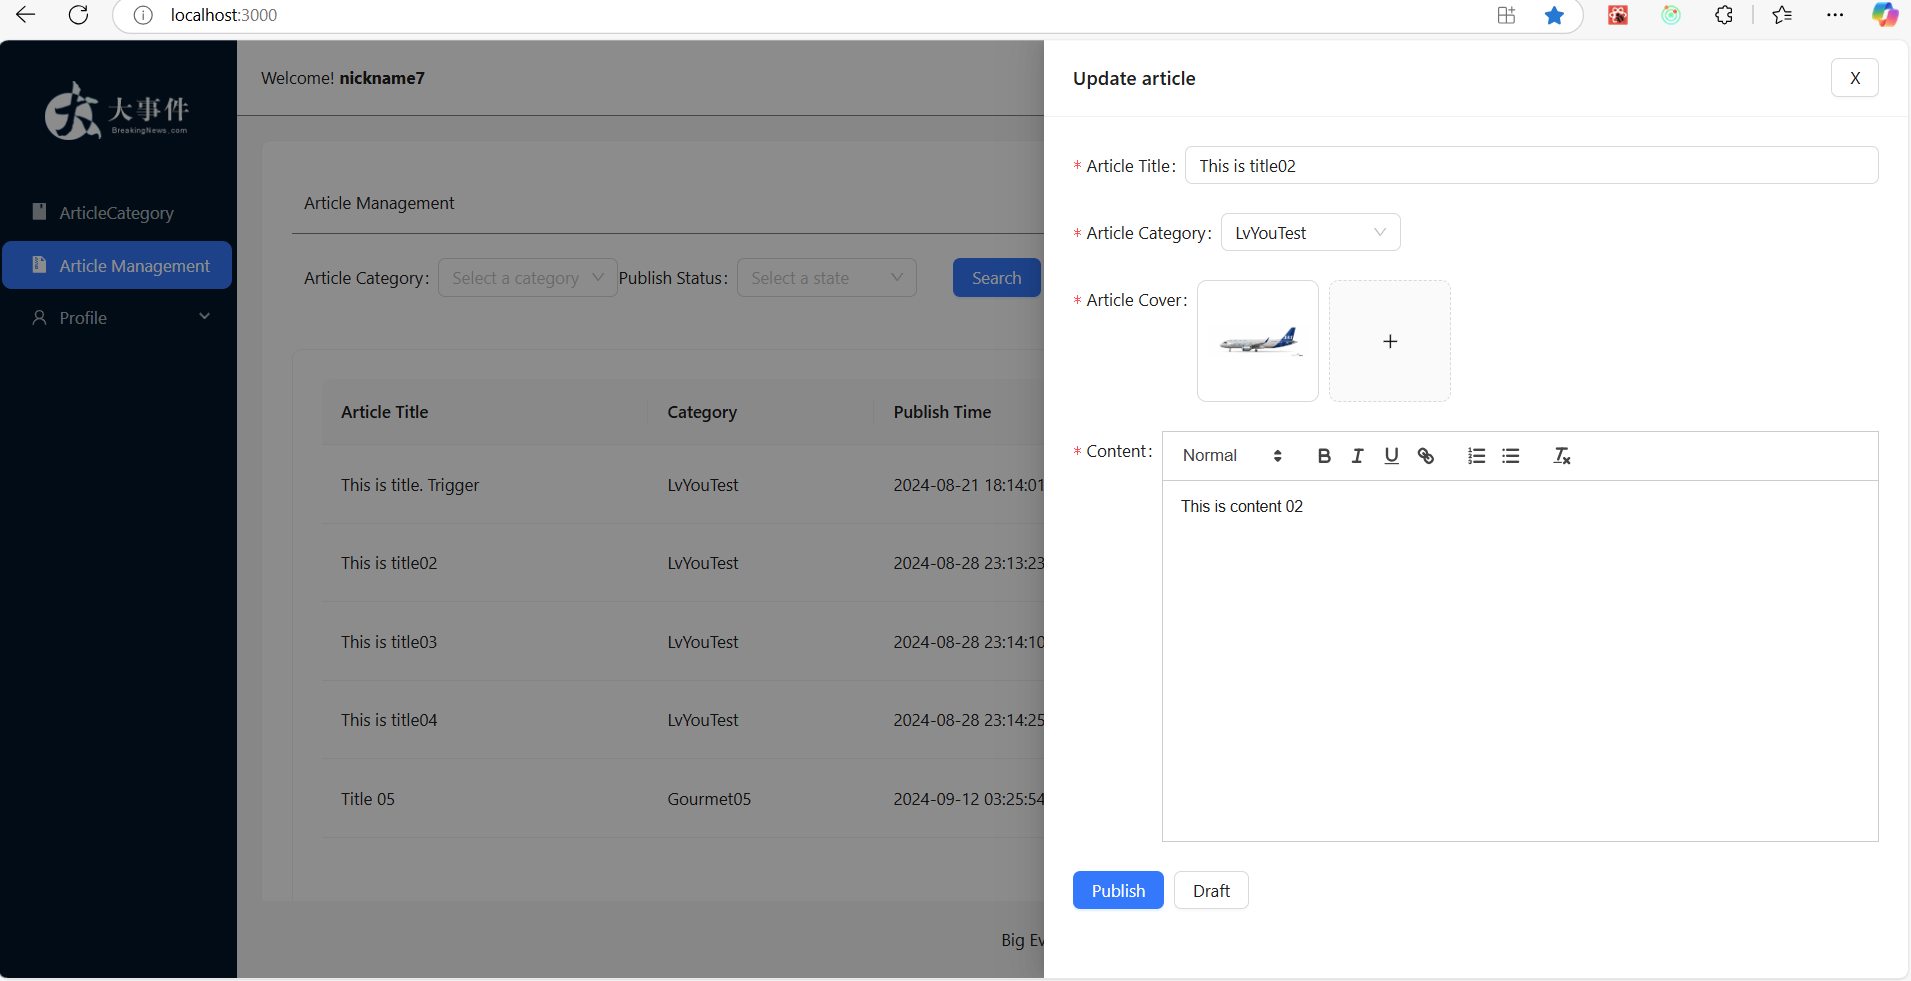 localhost:3000
大事件
BreakingNews.com
ArticleCategory
Article Management
Profile
Welcome! nickname7
Article Management
Article Category: Select a category Publish Status: Select a state Search
Article Title Category Publish Time
This is title. Trigger LvYouTest 2024-08-21 18:14:01
This is title02 LvYouTest 2024-08-28 23:13:23
This is title03 LvYouTest 2024-08-28 23:14:10
This is title04 LvYouTest 2024-08-28 23:14:25
Title 05 Gourmet05 2024-09-12 03:25:54
Big Ev
Update article X
* Article Title: This is title02
* Article Category: LvYouTest
* Article Cover: +
* Content: Normal B I U
This is content 02
Publish Draft